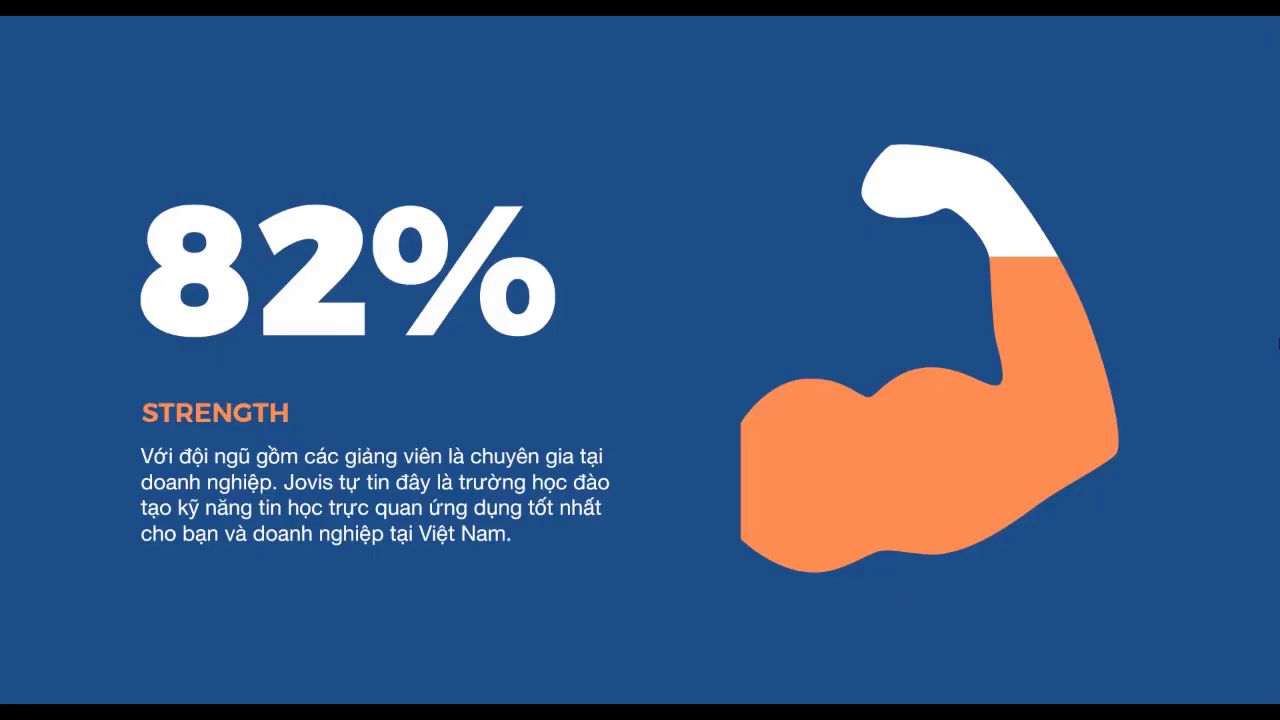 82%
STRENGTH
Với đội ngũ gồm các giảng viên là chuyên gia tại
doanh nghiệp. Jovis tự tin đây là trường học đào
tạo kỹ năng tin học trực quan ứng dụng tốt nhất
cho bạn và doanh nghiệp tại Việt Nam.